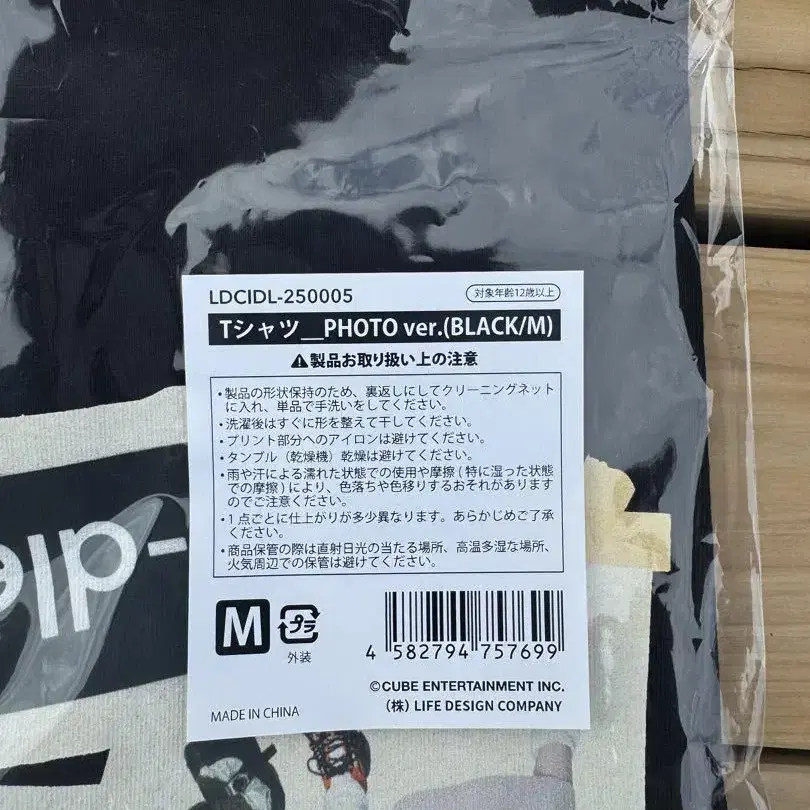 LDCIDL-250005
対象年齢12歳以上
Tシャツ__PHOTO ver.(BLACK/M)
⚠製品お取り扱い上の注意
・製品の形状保持のため、裏返しにしてクリーニングネット
に入れ、単品で手洗いをしてください。
・洗濯後はすぐに形を整えて干してください。
・プリント部分へのアイロンは避けてください。
・タンブル（乾燥機）乾燥は避けてください。
・雨や汗による濡れた状態での使用や摩擦(特に湿った状態
での摩擦)により、色落ちや色移りするおそれがあります
のでご注意ください。
・1点ごとに仕上がりが多少異なります。あらかじめご了承
ください。
・商品保管の際は直射日光の当たる場所、高温多湿な場所、
火気周辺での保管は避けてください。
-dle
M
プラ
外装
4 582794 757699
©CUBE ENTERTAINMENT INC.
（株）LIFE DESIGN COMPANY
MADE IN CHINA